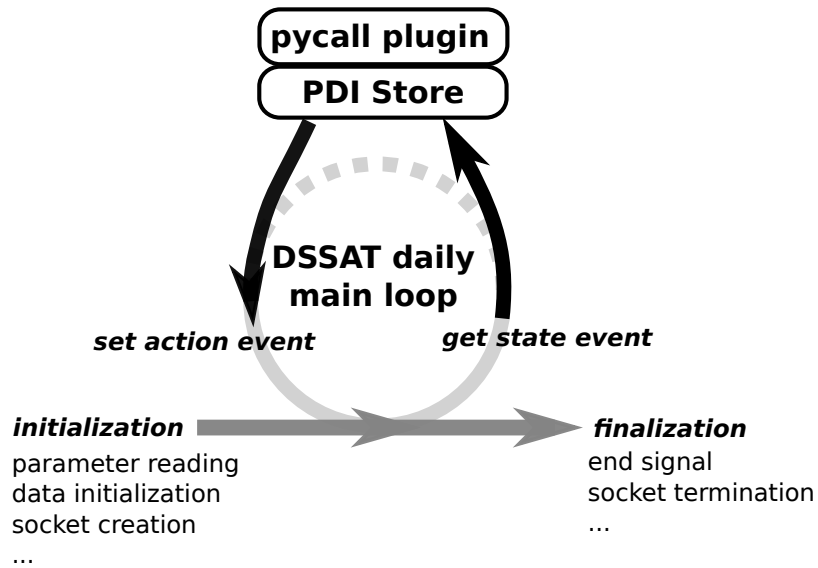 pycall plugin
PDI Store
DSSAT daily
main loop
set action event
get state event
initialization
parameter reading
data initialization
socket creation
...
finalization
end signal
socket termination
...